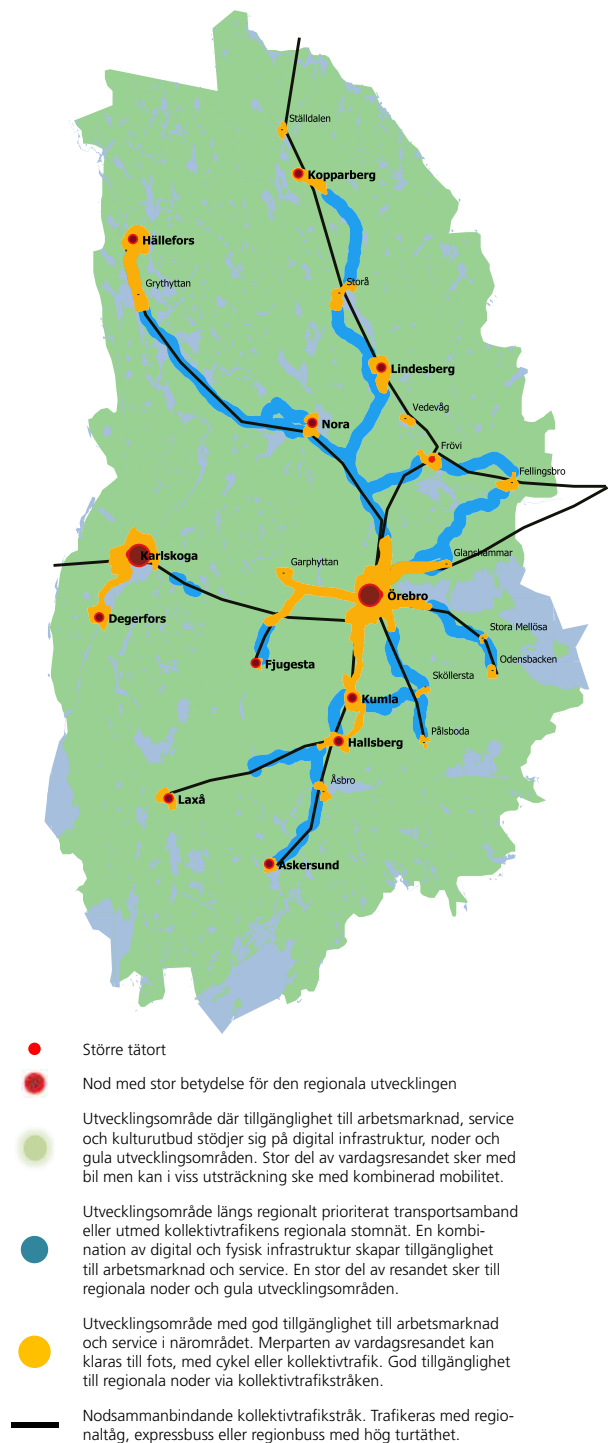 Ställdalen
Kopparberg
Hällefors
Grythyttan
Storå
Lindesberg
Vedevåg
Nora
Frövi
Fellingsbro
Karlskoga
Garphyttan
Glanshammar
Örebro
Degerfors
Stora Mellösa
Fjugesta
Odensbacken
Sköllersta
Kumla
Pålsboda
Hallsberg
Åsbro
Laxå
Askersund
Större tätort
Nod med stor betydelse för den regionala utvecklingen
Utvecklingsområde där tillgänglighet till arbetsmarknad, service
och kulturutbud stödjer sig på digital infrastruktur, noder och
gula utvecklingsområden. Stor del av vardagsresandet sker med
bil men kan i viss utsträckning ske med kombinerad mobilitet.
Utvecklingsområde längs regionalt prioriterat transportsamband
eller utmed kollektivtrafikens regionala stomnät. En kombi-
nation av digital och fysisk infrastruktur skapar tillgänglighet
till arbetsmarknad och service. En stor del av resandet sker till
regionala noder och gula utvecklingsområden.
Utvecklingsområde med god tillgänglighet till arbetsmarknad
och service i närområdet. Merparten av vardagsresandet kan
klaras till fots, med cykel eller kollektivtrafik. God tillgänglighet
till regionala noder via kollektivtrafikstråken.
Nodsammanbindande kollektivtrafikstråk. Trafikeras med regio-
naltåg, expressbuss eller regionbuss med hög turtäthet.